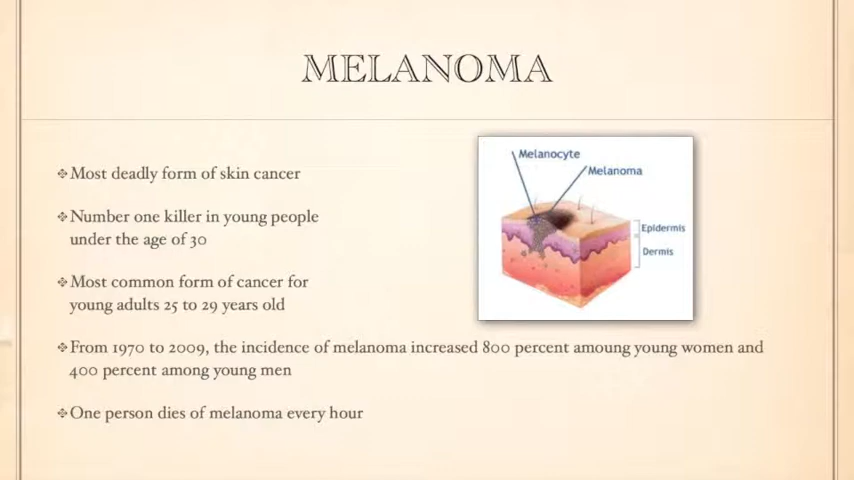 MELANOMA
Most deadly form of skin cancer
Number one killer in young people
under the age of 30
Most common form of cancer for
young adults 25 to 29 years old
From 1970 to 2009, the incidence of melanoma increased 800 percent amoung young women and
400 percent among young men
One person dies of melanoma every hour
Melanocyte
Melanoma
Epidermis
Dermis